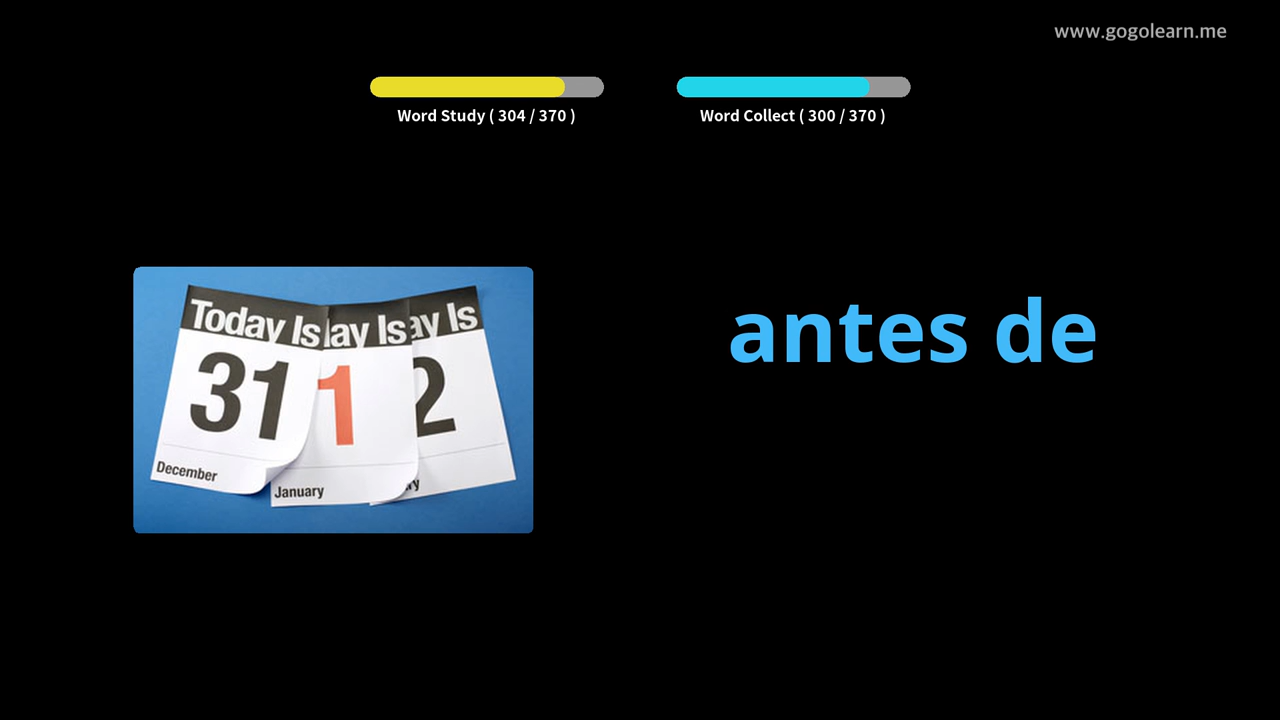 www.gogolearn.me
Word Study ( 304 / 370 )
Word Collect ( 300 / 370 )
Today Is
31
December
ay Is
1
January
ay Is
2
ry
antes de